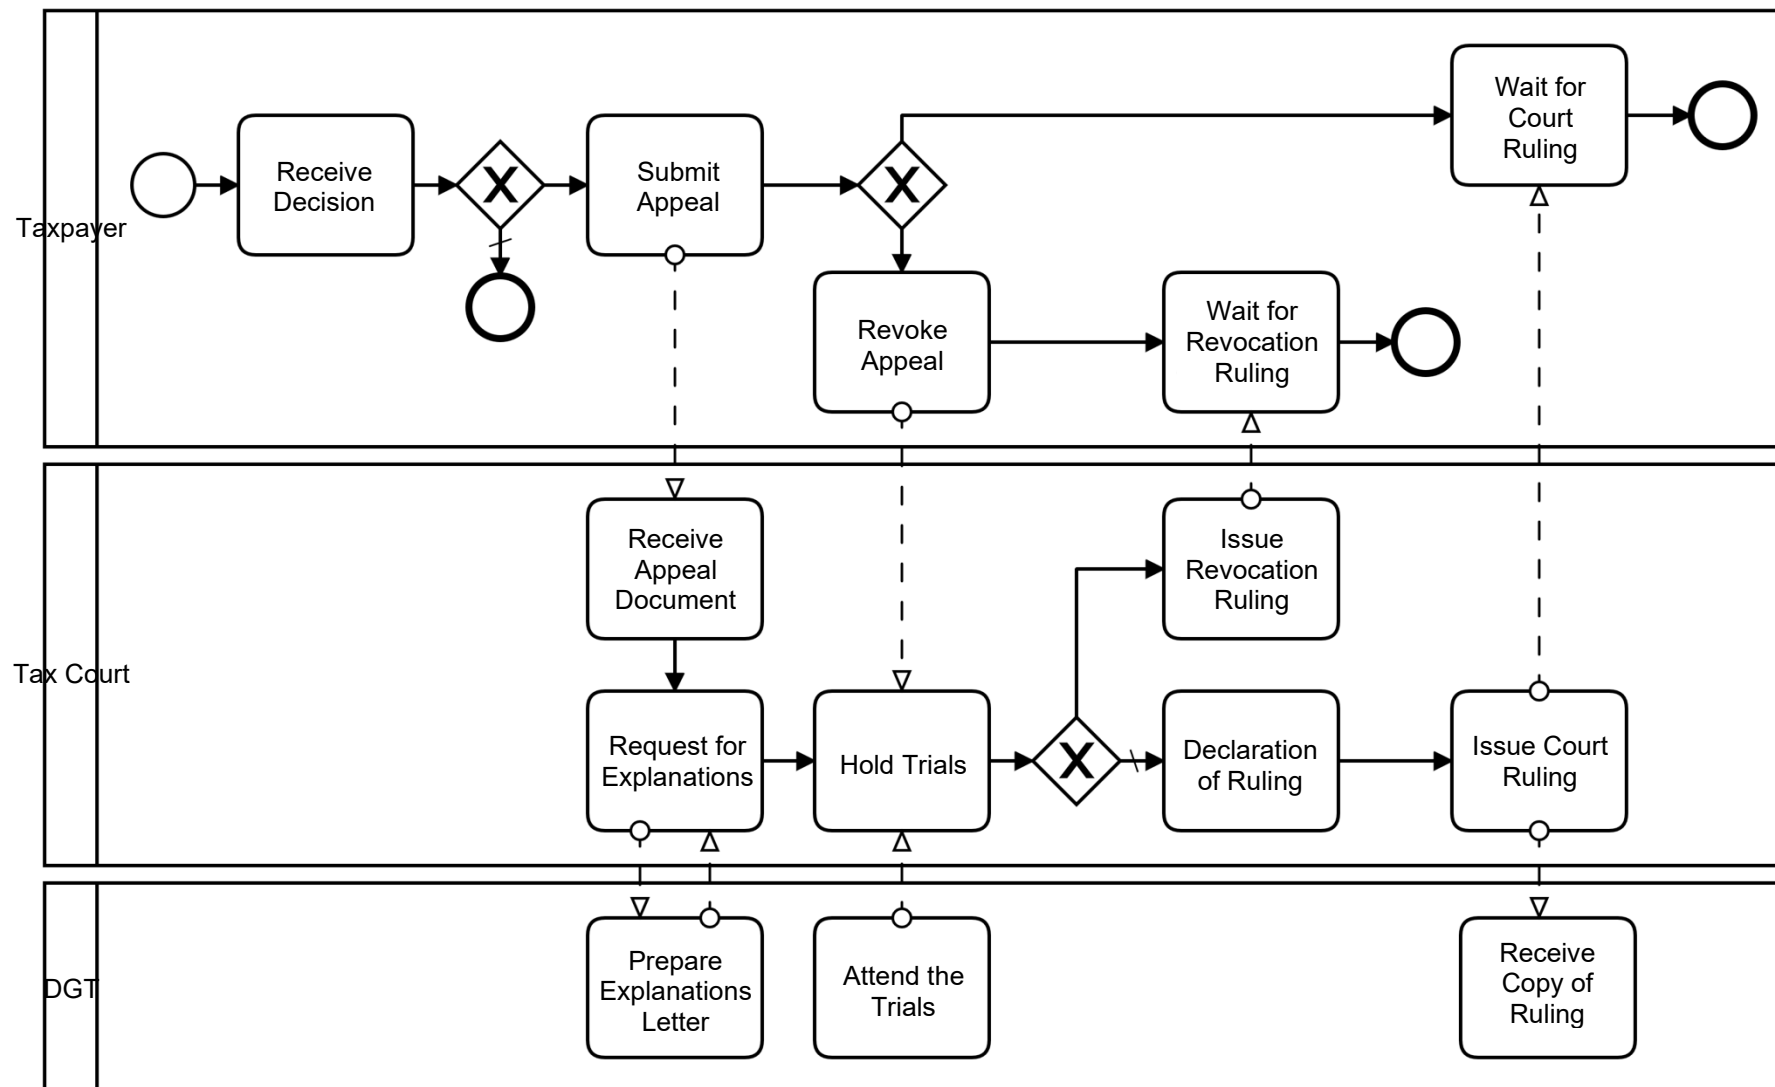 Taxpayer
Receive
Decision
X
Submit
Appeal
X
Wait for
Court
Ruling
Revoke
Appeal
Wait for
Revocation
Ruling
Tax Court
Receive
Appeal
Document
Issue
Revocation
Ruling
Request for
Explanations
Hold Trials
X
Declaration
of Ruling
Issue Court
Ruling
DGT
Prepare
Explanations
Letter
Attend the
Trials
Receive
Copy of
Ruling